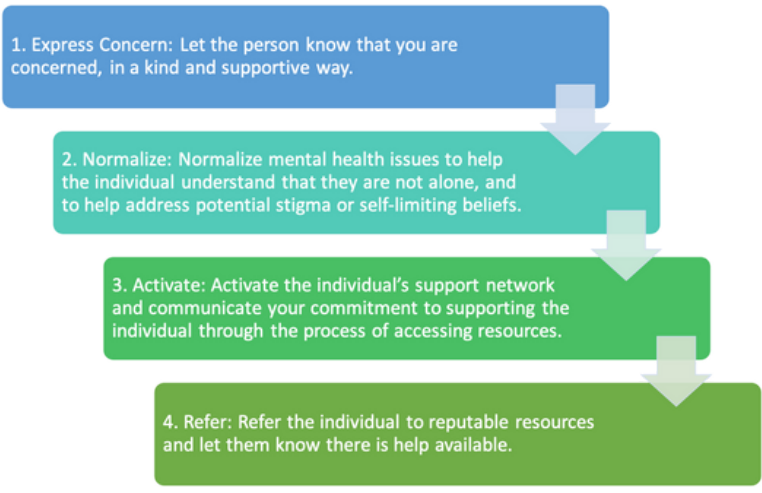 1. Express Concern: Let the person know that you are
concerned, in a kind and supportive way.
2. Normalize: Normalize mental health issues to help
the individual understand that they are not alone, and
to help address potential stigma or self-limiting beliefs.
3. Activate: Activate the individual’s support network
and communicate your commitment to supporting the
individual through the process of accessing resources.
4. Refer: Refer the individual to reputable resources
and let them know there is help available.